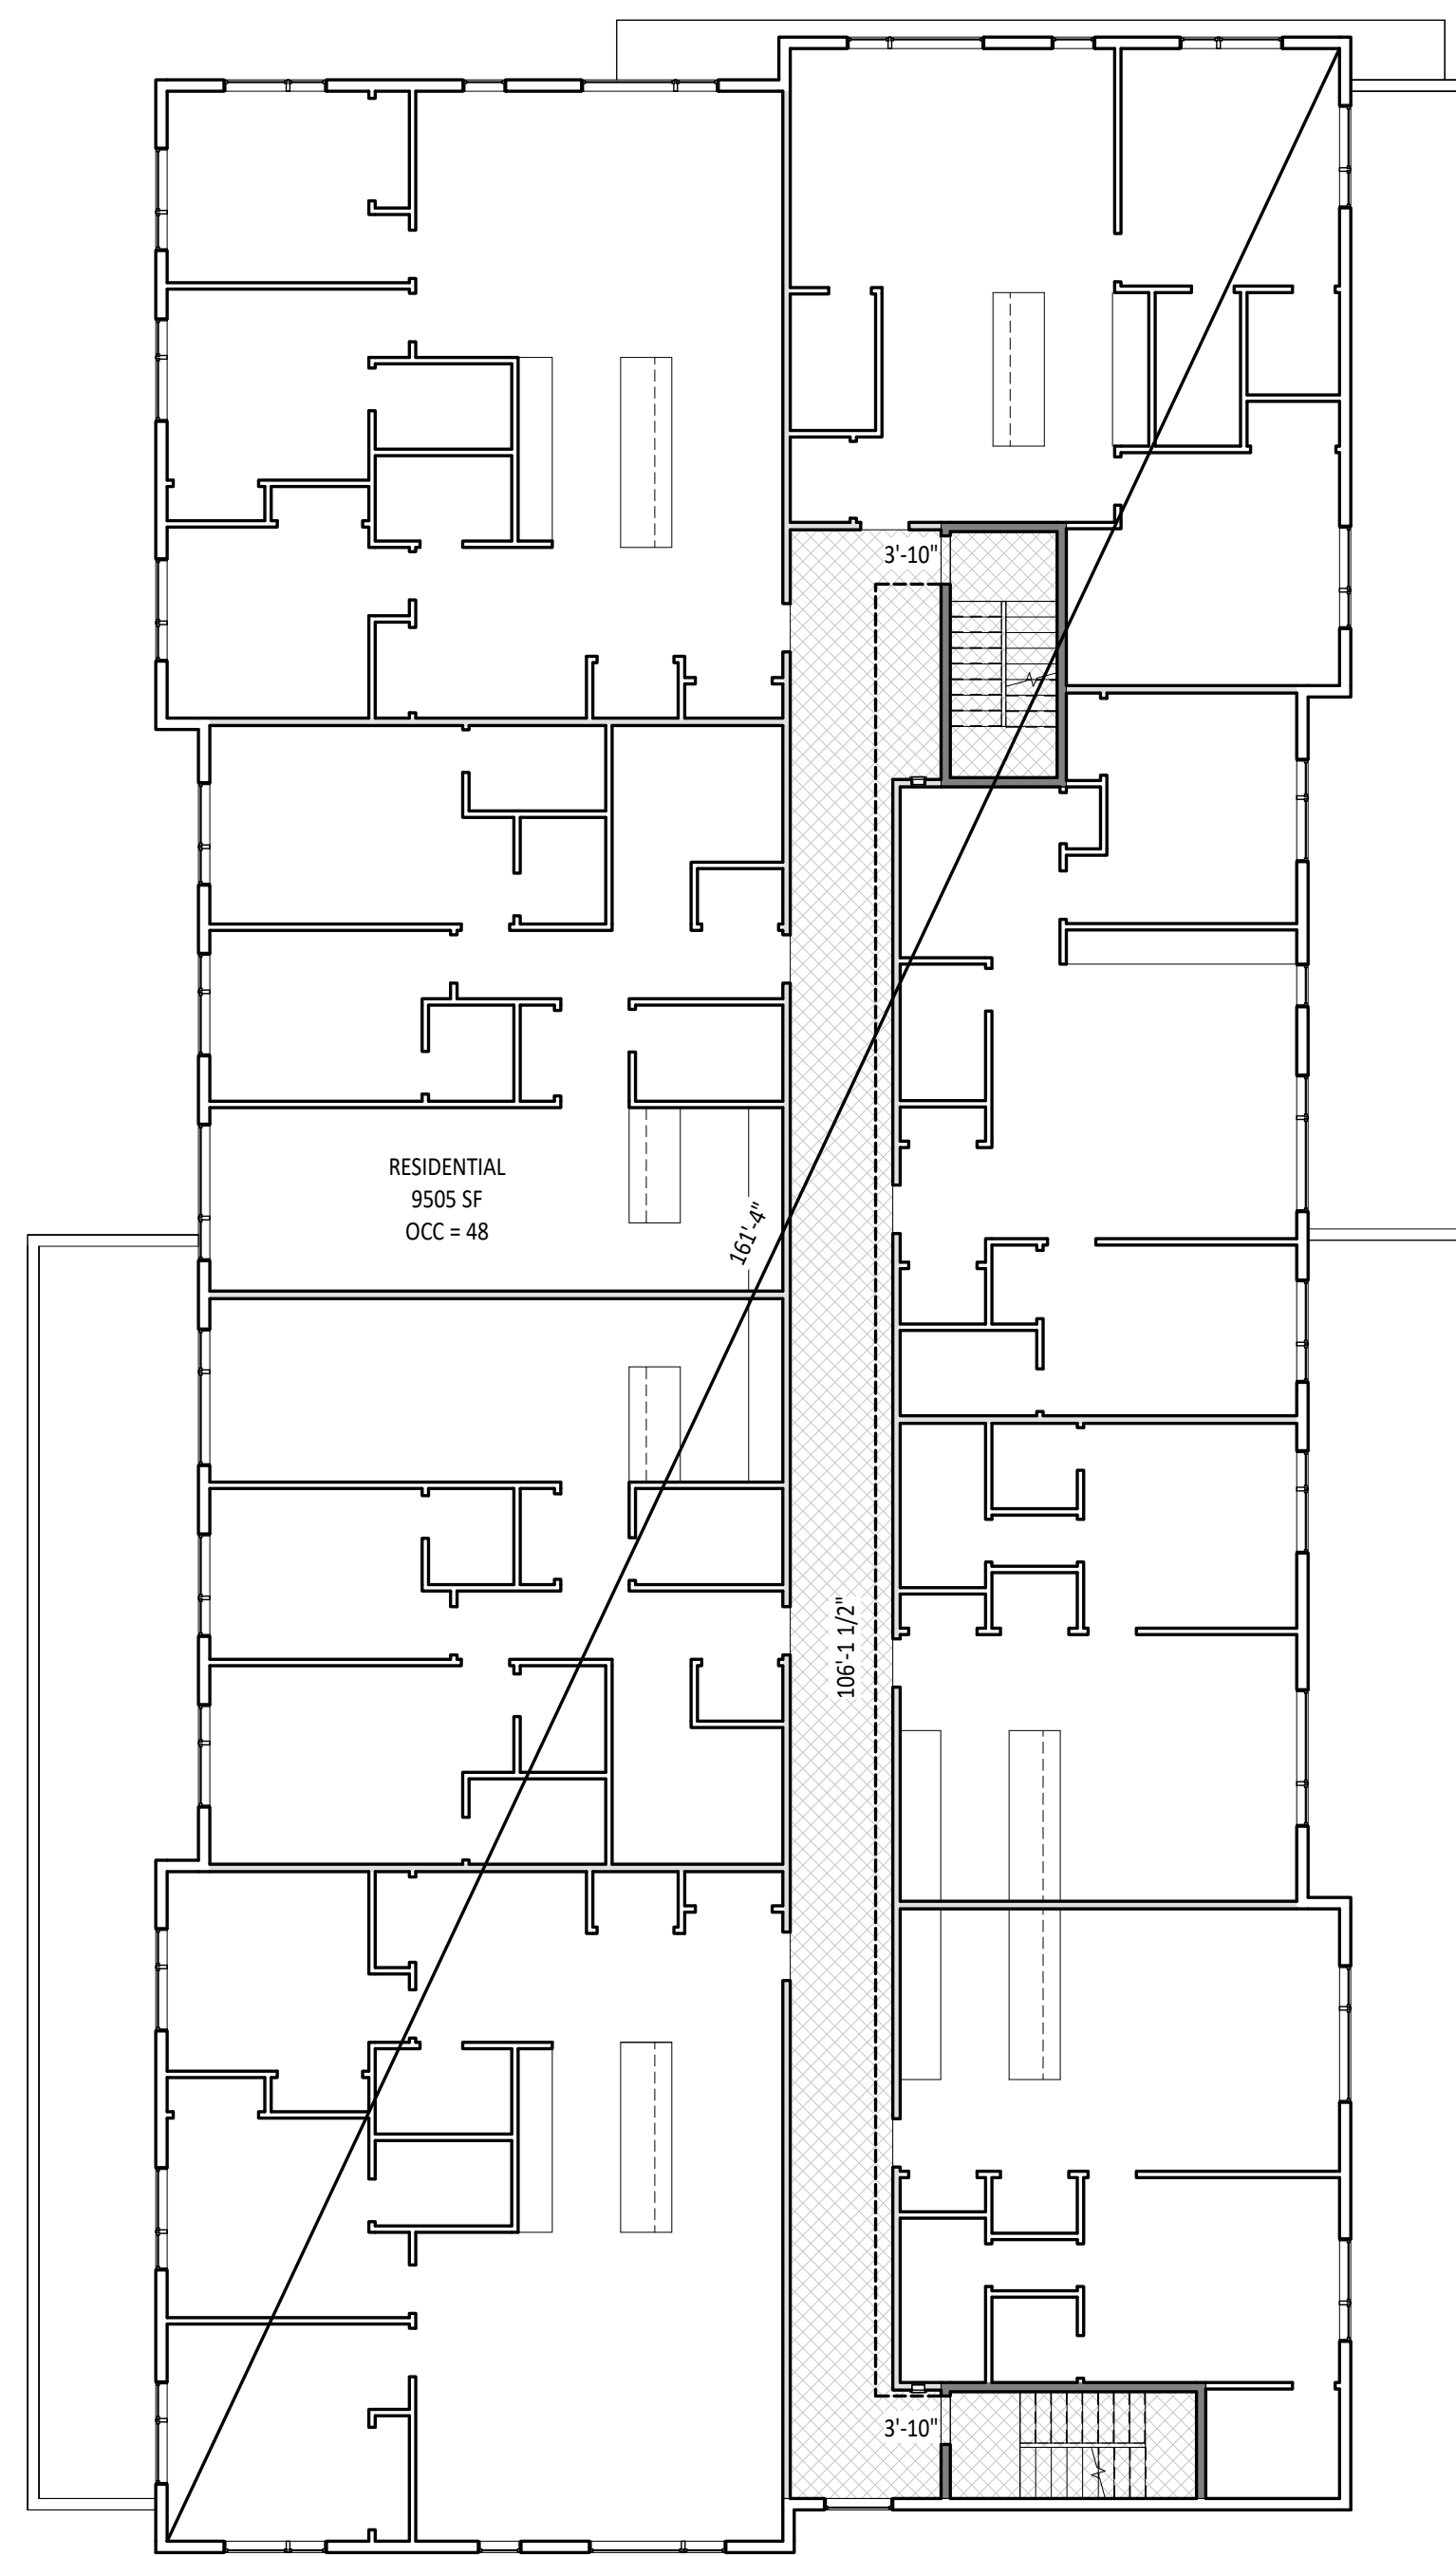 3'-10"
RESIDENTIAL
9505 SF
OCC = 48
161'-4"
106'-1 1/2"
3'-10"